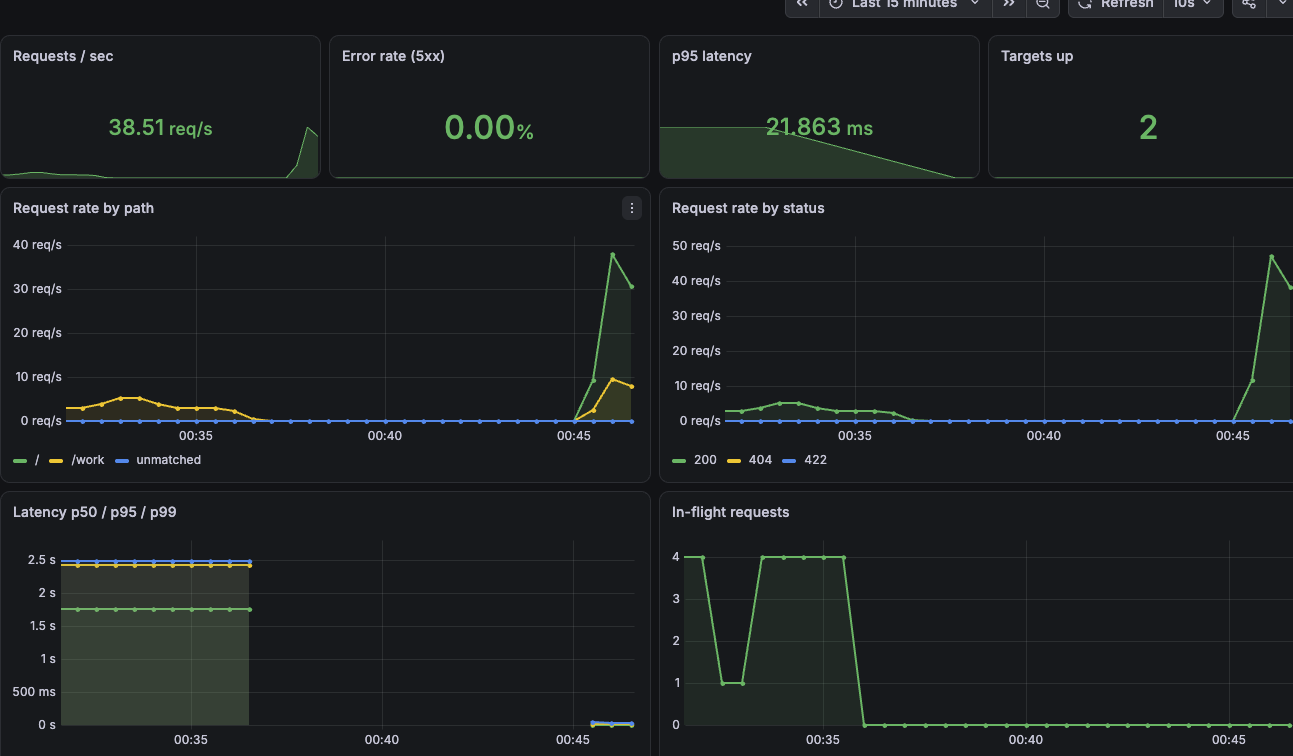 Last 15 minutes
Refresh
10s
Requests / sec
Error rate (5xx)
p95 latency
Targets up
38.51 req/s
0.00%
21.863 ms
2
Request rate by path
40 req/s
30 req/s
20 req/s
10 req/s
0 req/s
00:35
00:40
00:45
/
/work
unmatched
Request rate by status
50 req/s
40 req/s
30 req/s
20 req/s
10 req/s
0 req/s
00:35
00:40
00:45
200
404
422
Latency p50 / p95 / p99
2.5 s
2 s
1.5 s
1 s
500 ms
0 s
00:35
00:40
00:45
In-flight requests
4
3
2
1
0
00:35
00:40
00:45